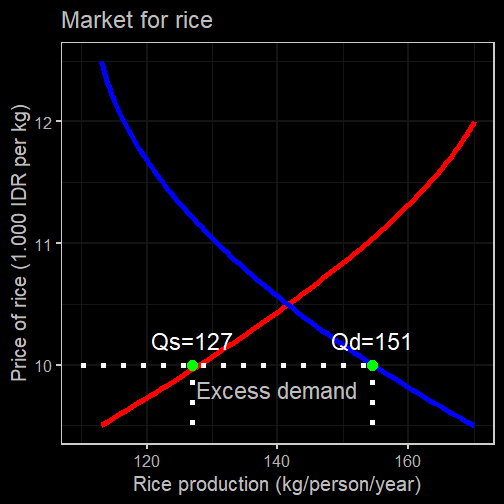 Market for rice
Price of rice (1.000 IDR per kg)
12
11
10
Qs=127
Qd=151
Excess demand
120
140
160
Rice production (kg/person/year)